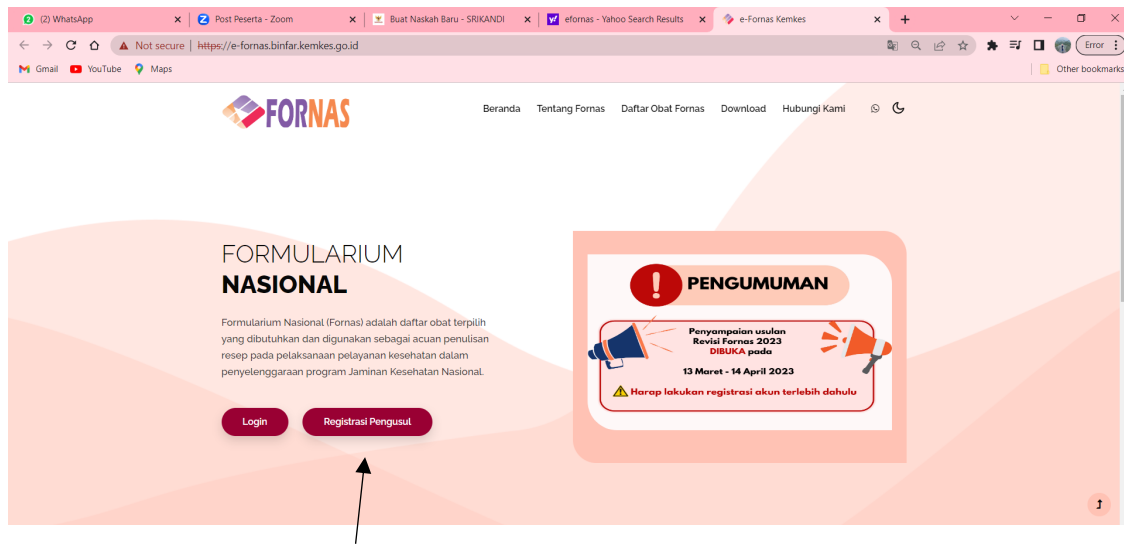 (2) WhatsApp
Post Peserta - Zoom
Buat Naskah Baru - SRIKANDI
efornas - Yahoo Search Results
e-Fornas Kemkes
Not secure | https://e-fornas.binfar.kemkes.go.id
Error
Gmail YouTube Maps
Other bookmarks
FORNAS
Beranda Tentang Fornas Daftar Obat Fornas Download Hubungi Kami
FORMULARIUM
NASIONAL
Formularium Nasional (Fornas) adalah daftar obat terpilih
yang dibutuhkan dan digunakan sebagai acuan penulisan
resep pada pelaksanaan pelayanan kesehatan dalam
penyelenggaraan program Jaminan Kesehatan Nasional.
Login Registrasi Pengusul
PENGUMUMAN
Penyampaian usulan
Revisi Fornas 2023
DIBUKA pada
13 Maret - 14 April 2023
Harap lakukan registrasi akun terlebih dahulu